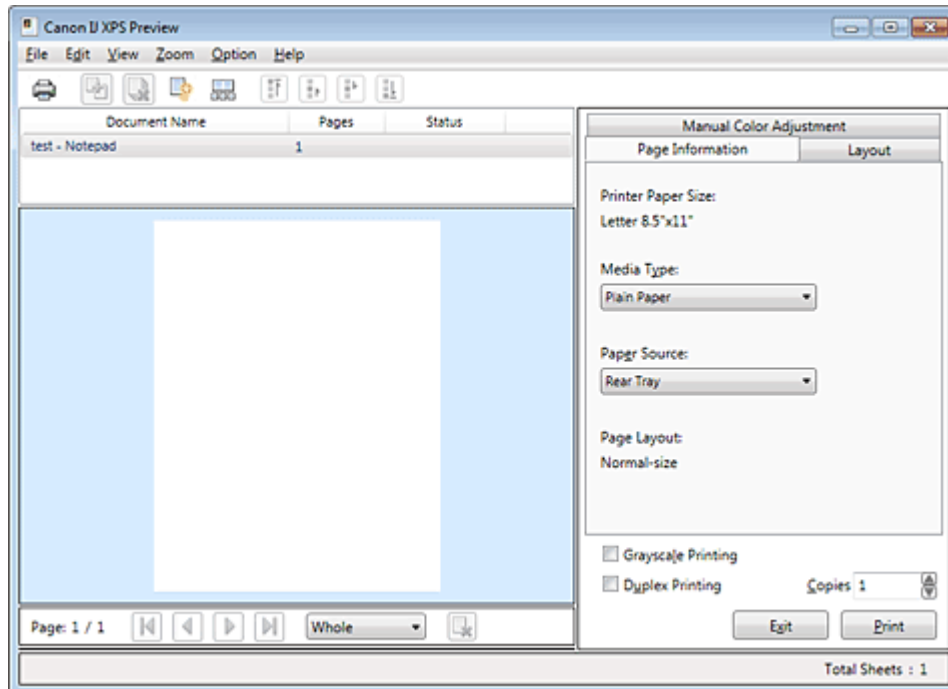 Canon IJ XPS Preview
File Edit View Zoom Option Help
Document Name Pages Status
test - Notepad 1
Manual Color Adjustment
Page Information Layout
Printer Paper Size:
Letter 8.5"x11"
Media Type:
Plain Paper
Paper Source:
Rear Tray
Page Layout:
Normal-size
Grayscale Printing
Duplex Printing Copies 1
Page: 1 / 1 Whole
Exit Print
Total Sheets : 1